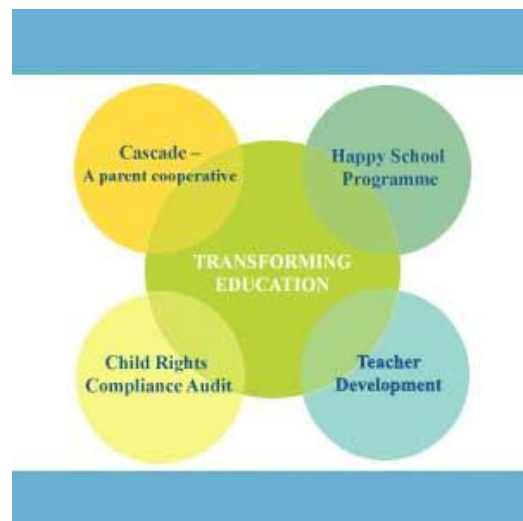 Cascade –
A parent cooperative
Happy School
Programme
TRANSFORMING
EDUCATION
Child Rights
Compliance Audit
Teacher
Development